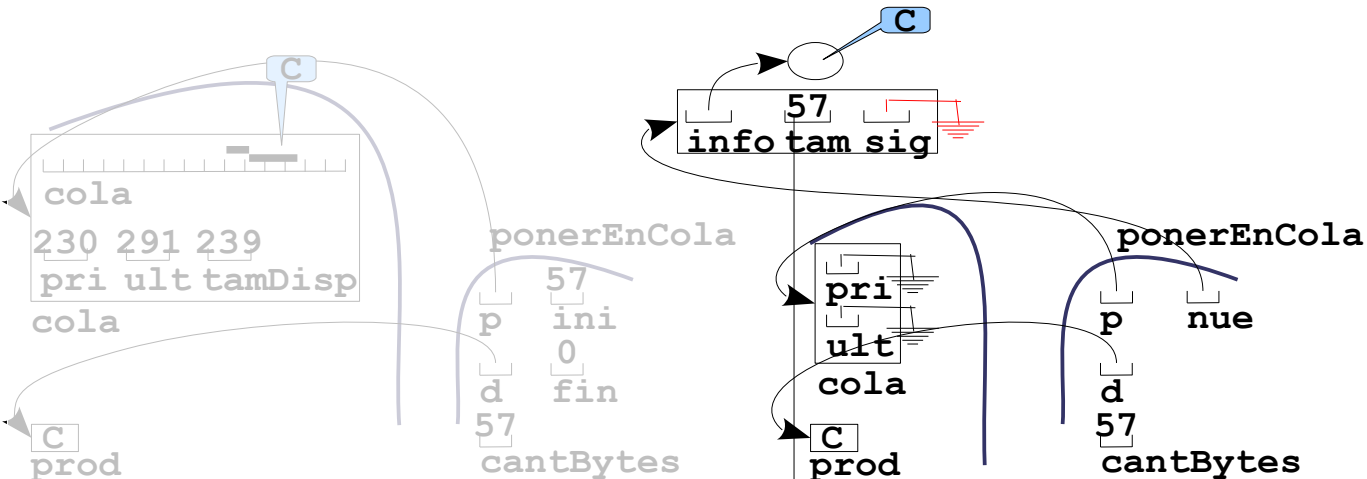 C
C
57
info tam sig
cola
230 291 239
pri ult tamDisp
cola
ponerEnCola
57
p ini
0
d fin
57
cantBytes
C
prod
ponerEnCola
pri
ult
cola
p nue
d
57
cantBytes
C
prod